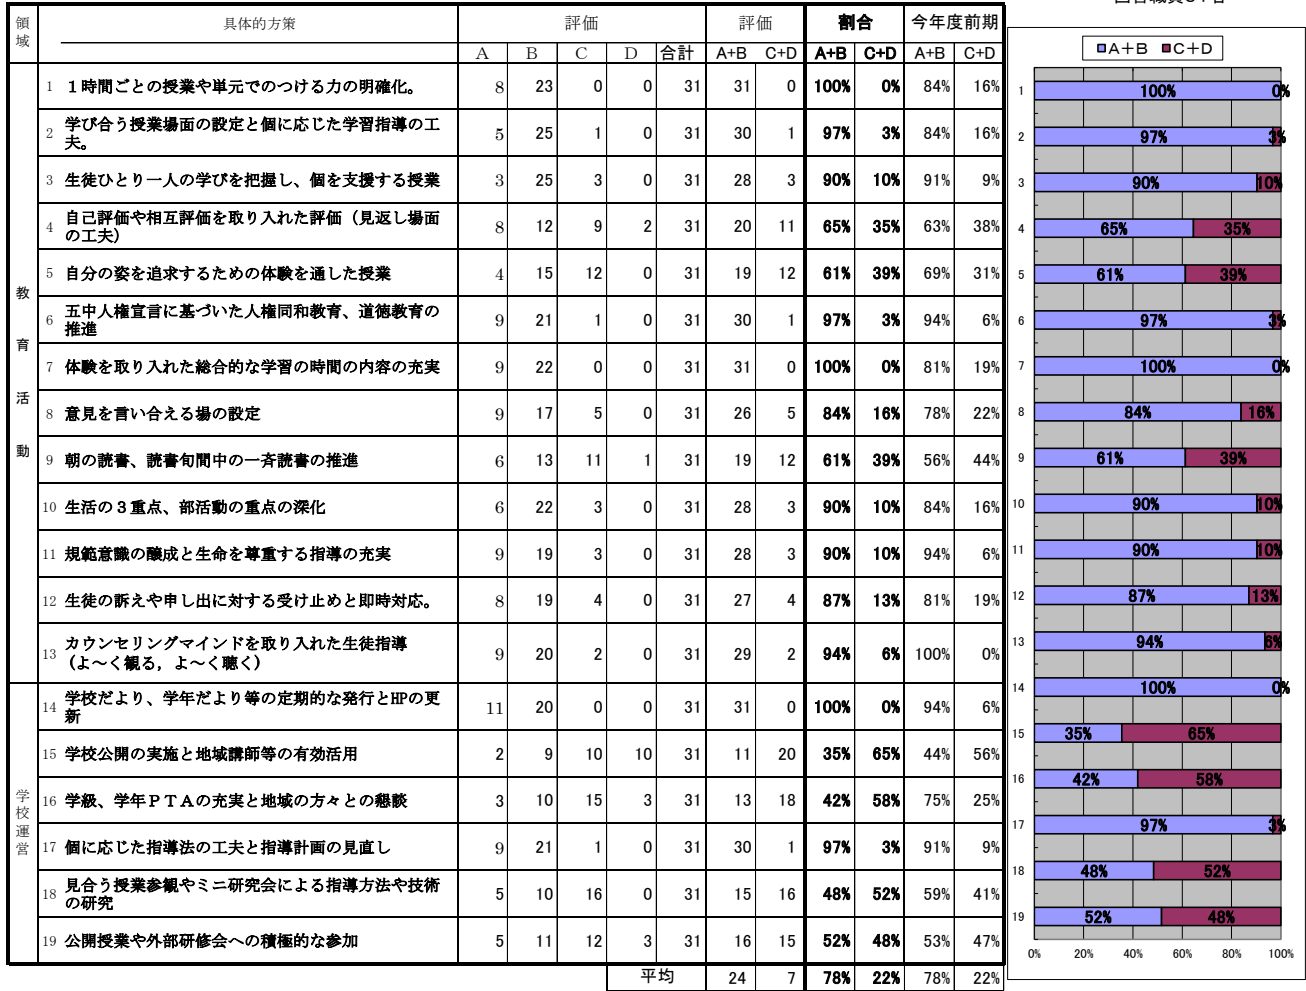 領域 具体的方策 評価 評価 割合 今年度前期
A B C D 合計 A+B C+D A+B C+D A+B C+D
教育活動
1 １時間ごとの授業や単元でのつける力の明確化。 8 23 0 0 31 31 0 100% 0% 84% 16%
2 学び合う授業場面の設定と個に応じた学習指導の工
夫。 5 25 1 0 31 30 1 97% 3% 84% 16%
3 生徒ひとり一人の学びを把握し、個を支援する授業 3 25 3 0 31 28 3 90% 10% 91% 9%
4 自己評価や相互評価を取り入れた評価（見返し場面
の工夫） 8 12 9 2 31 20 11 65% 35% 63% 38%
5 自分の姿を追求するための体験を通した授業 4 15 12 0 31 19 12 61% 39% 69% 31%
6 五中人権宣言に基づいた人権同和教育、道徳教育の
推進 9 21 1 0 31 30 1 97% 3% 94% 6%
7 体験を取り入れた総合的な学習の時間の内容の充実 9 22 0 0 31 31 0 100% 0% 81% 19%
8 意見を言い合える場の設定 9 17 5 0 31 26 5 84% 16% 78% 22%
9 朝の読書、読書旬間中の一斉読書の推進 6 13 11 1 31 19 12 61% 39% 56% 44%
10 生活の３重点、部活動の重点の深化 6 22 3 0 31 28 3 90% 10% 84% 16%
11 規範意識の醸成と生命を尊重する指導の充実 9 19 3 0 31 28 3 90% 10% 94% 6%
12 生徒の訴えや申し出に対する受け止めと即時対応。 8 19 4 0 31 27 4 87% 13% 81% 19%
13 カウンセリングマインドを取り入れた生徒指導
（よ～く観る，よ～く聴く） 9 20 2 0 31 29 2 94% 6% 100% 0%
学校運営
14 学校だより、学年だより等の定期的な発行とHPの更
新 11 20 0 0 31 31 0 100% 0% 94% 6%
15 学校公開の実施と地域講師等の有効活用 2 9 10 10 31 11 20 35% 65% 44% 56%
16 学級、学年ＰＴＡの充実と地域の方々との懇談 3 10 15 3 31 13 18 42% 58% 75% 25%
17 個に応じた指導法の工夫と指導計画の見直し 9 21 1 0 31 30 1 97% 3% 91% 9%
18 見合う授業参観やミニ研究会による指導方法や技術
の研究 5 10 16 0 31 15 16 48% 52% 59% 41%
19 公開授業や外部研修会への積極的な参加 5 11 12 3 31 16 15 52% 48% 53% 47%
平均 24 7 78% 22% 78% 22%
A＋B C＋D
1 100% 0%
2 97% 3%
3 90% 10%
4 65% 35%
5 61% 39%
6 97% 3%
7 100% 0%
8 84% 16%
9 61% 39%
10 90% 10%
11 90% 10%
12 87% 13%
13 94% 6%
14 100% 0%
15 35% 65%
16 42% 58%
17 97% 3%
18 48% 52%
19 52% 48%
0% 20% 40% 60% 80% 100%